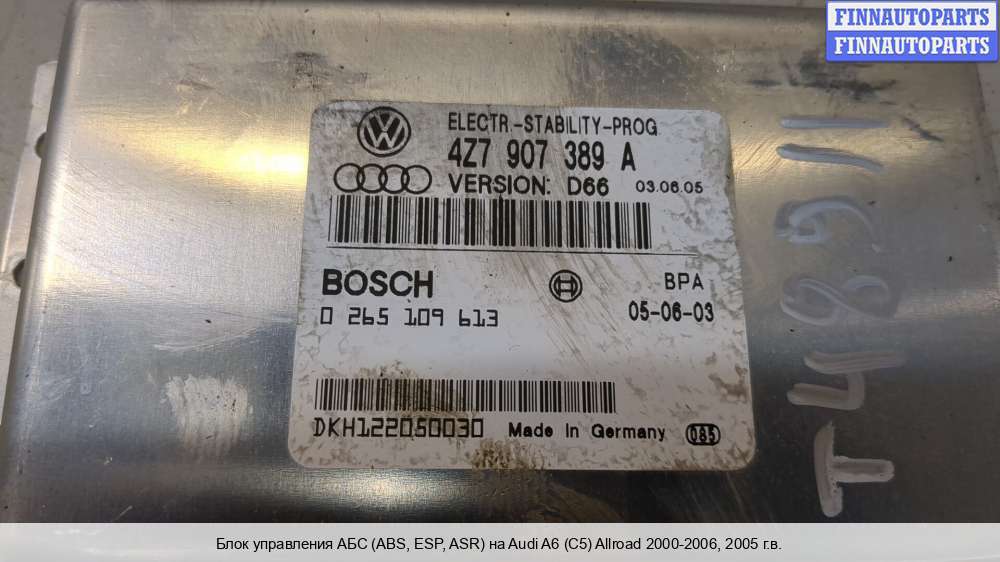 FINNAUTOPARTS
FINNAUTOPARTS
ELECTR.-STABILITY-PROG.
4Z7 907 389 A
VERSION: D66 03.06.05
BOSCH BPA
0 265 109 613 05-06-03
DKH122050030 Made in Germany 085
Блок управления АБС (ABS, ESP, ASR) на Audi A6 (C5) Allroad 2000-2006, 2005 г.в.